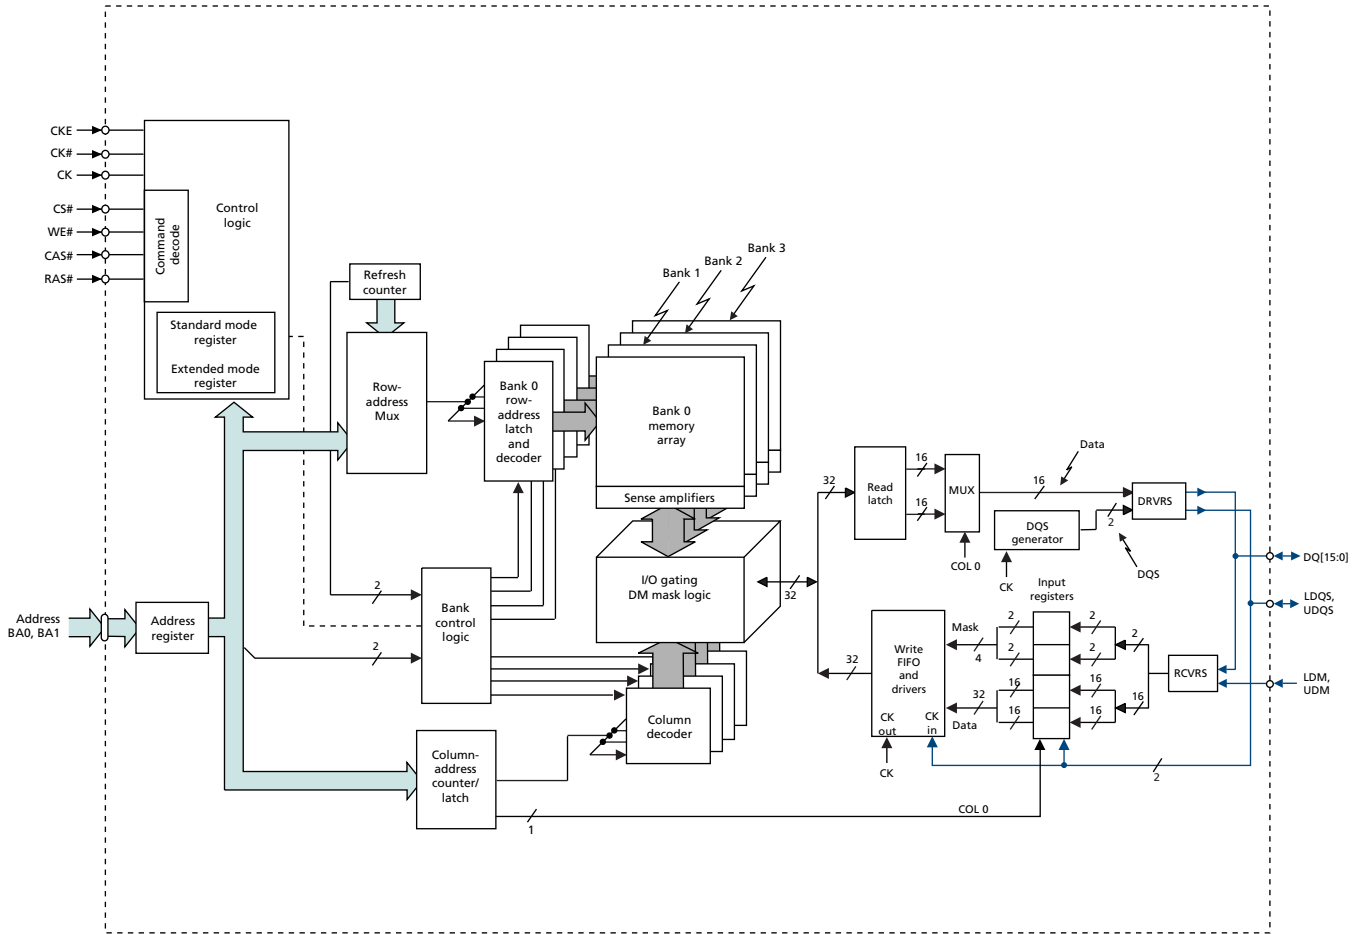 CKE
CK#
CK
CS#
WE#
CAS#
RAS#
Command
decode
Control
logic
Standard mode
register
Extended mode
register
Refresh
counter
Row-
address
Mux
Bank 0
row-
address
latch
and
decoder
Bank 1
Bank 2
Bank 3
Bank 0
memory
array
Sense amplifiers
I/O gating
DM mask logic
32
32
32
Read
latch
16
16
MUX
COL 0
16
Data
DQS
generator
CK
2
DQS
DRVRS
DQ[15:0]
LDQS,
UDQS
LDM,
UDM
RCVRS
Input
registers
2
2
2
2
2
16
16
16
16
16
Mask
4
32
Data
Write
FIFO
and
drivers
CK
out
CK
in
CK
2
Address
BA0, BA1
Address
register
2
2
Bank
control
logic
Column
decoder
Column-
address
counter/
latch
1
COL 0